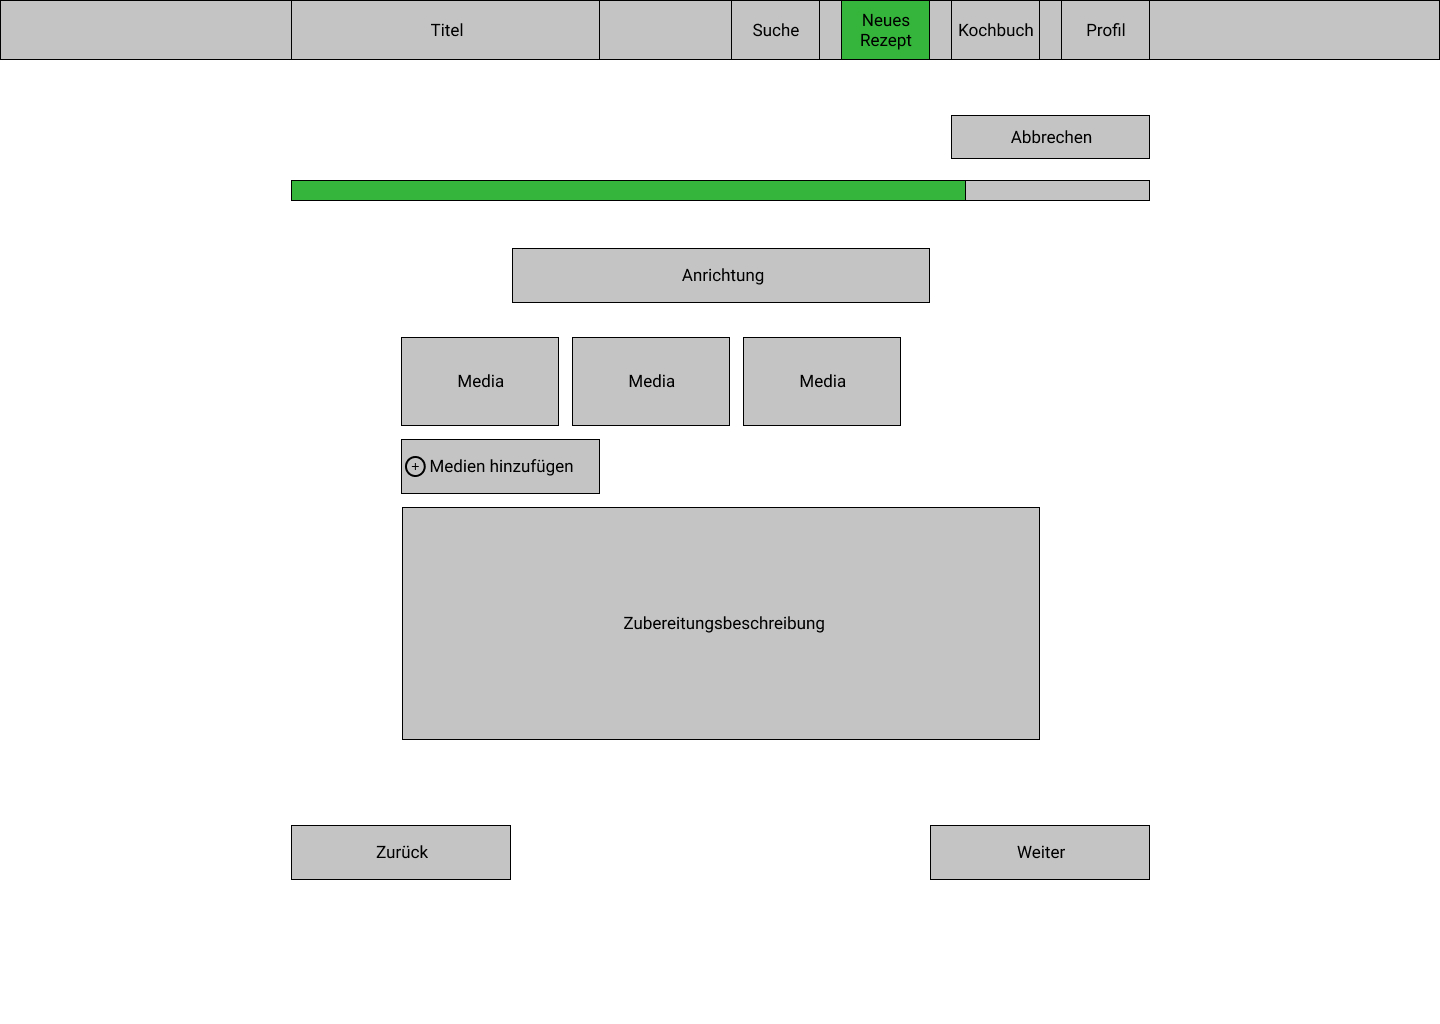 Titel
Suche
Neues
Rezept
Kochbuch
Profil
Abbrechen
Anrichtung
Media
Media
Media
+ Medien hinzufügen
Zubereitungsbeschreibung
Zurück
Weiter